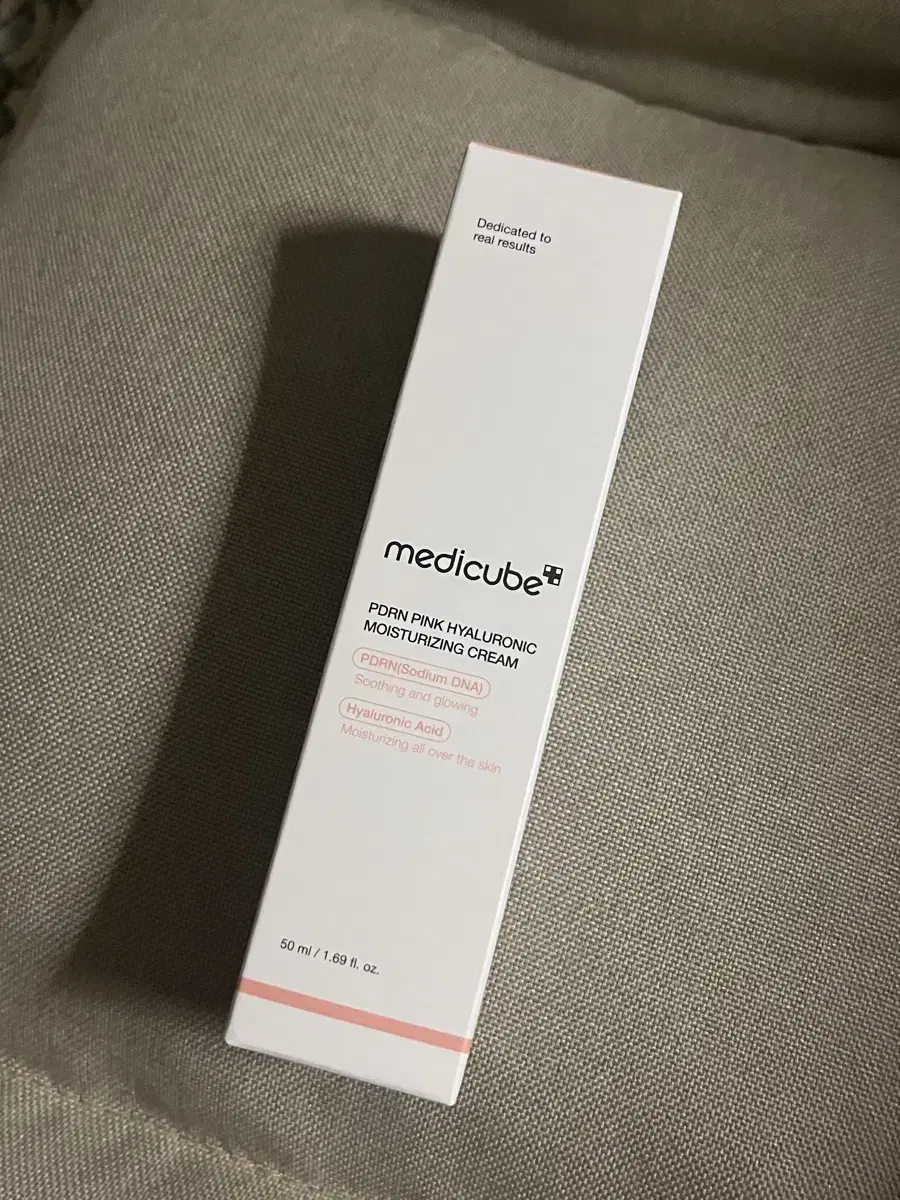 Dedicated to
real results
medicube
PDRN PINK HYALURONIC
MOISTURIZING CREAM
PDRN(Sodium DNA)
Soothing and glowing
Hyaluronic Acid
Moisturizing all over the skin
50 ml / 1.69 fl. oz.